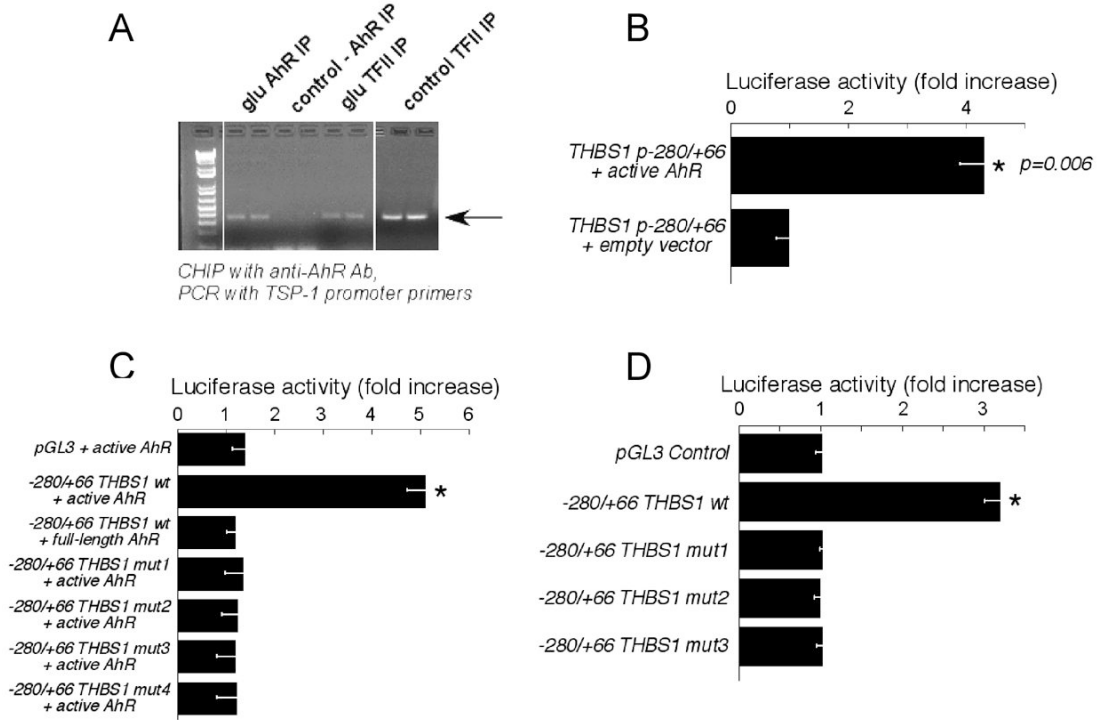 A
glu AhR IP
control - AhR IP
glu TFII IP
control TFII IP
CHIP with anti-AhR Ab,
PCR with TSP-1 promoter primers
B
Luciferase activity (fold increase)
0 2 4
THBS1 p-280/+66
+ active AhR
* p=0.006
THBS1 p-280/+66
+ empty vector
C
Luciferase activity (fold increase)
0 1 2 3 4 5 6
pGL3 + active AhR
-280/+66 THBS1 wt
+ active AhR
*
-280/+66 THBS1 wt
+ full-length AhR
-280/+66 THBS1 mut1
+ active AhR
-280/+66 THBS1 mut2
+ active AhR
-280/+66 THBS1 mut3
+ active AhR
-280/+66 THBS1 mut4
+ active AhR
D
Luciferase activity (fold increase)
0 1 2 3
pGL3 Control
-280/+66 THBS1 wt
*
-280/+66 THBS1 mut1
-280/+66 THBS1 mut2
-280/+66 THBS1 mut3